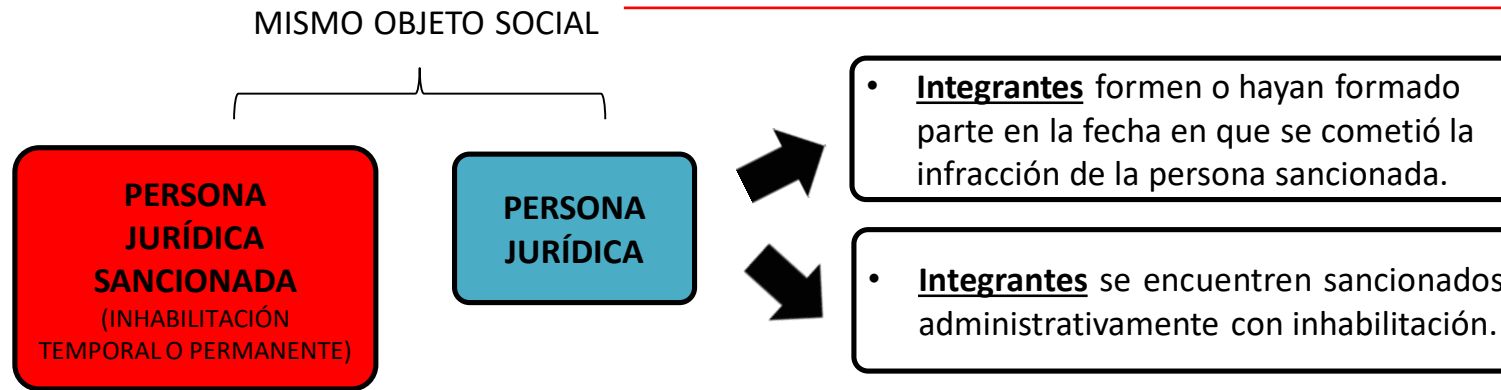 MISMO OBJETO SOCIAL
PERSONA
JURÍDICA
SANCIONADA
(INHABILITACIÓN
TEMPORAL O PERMANENTE)
PERSONA
JURÍDICA
• Integrantes formen o hayan formado
parte en la fecha en que se cometió la
infracción de la persona sancionada.
• Integrantes se encuentren sancionados
administrativamente con inhabilitación.